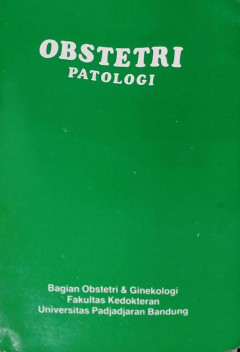 OBSTETRI
PATOLOGI
Bagian Obstetri & Ginekologi
Fakultas Kedokteran
Universitas Padjadjaran Bandung